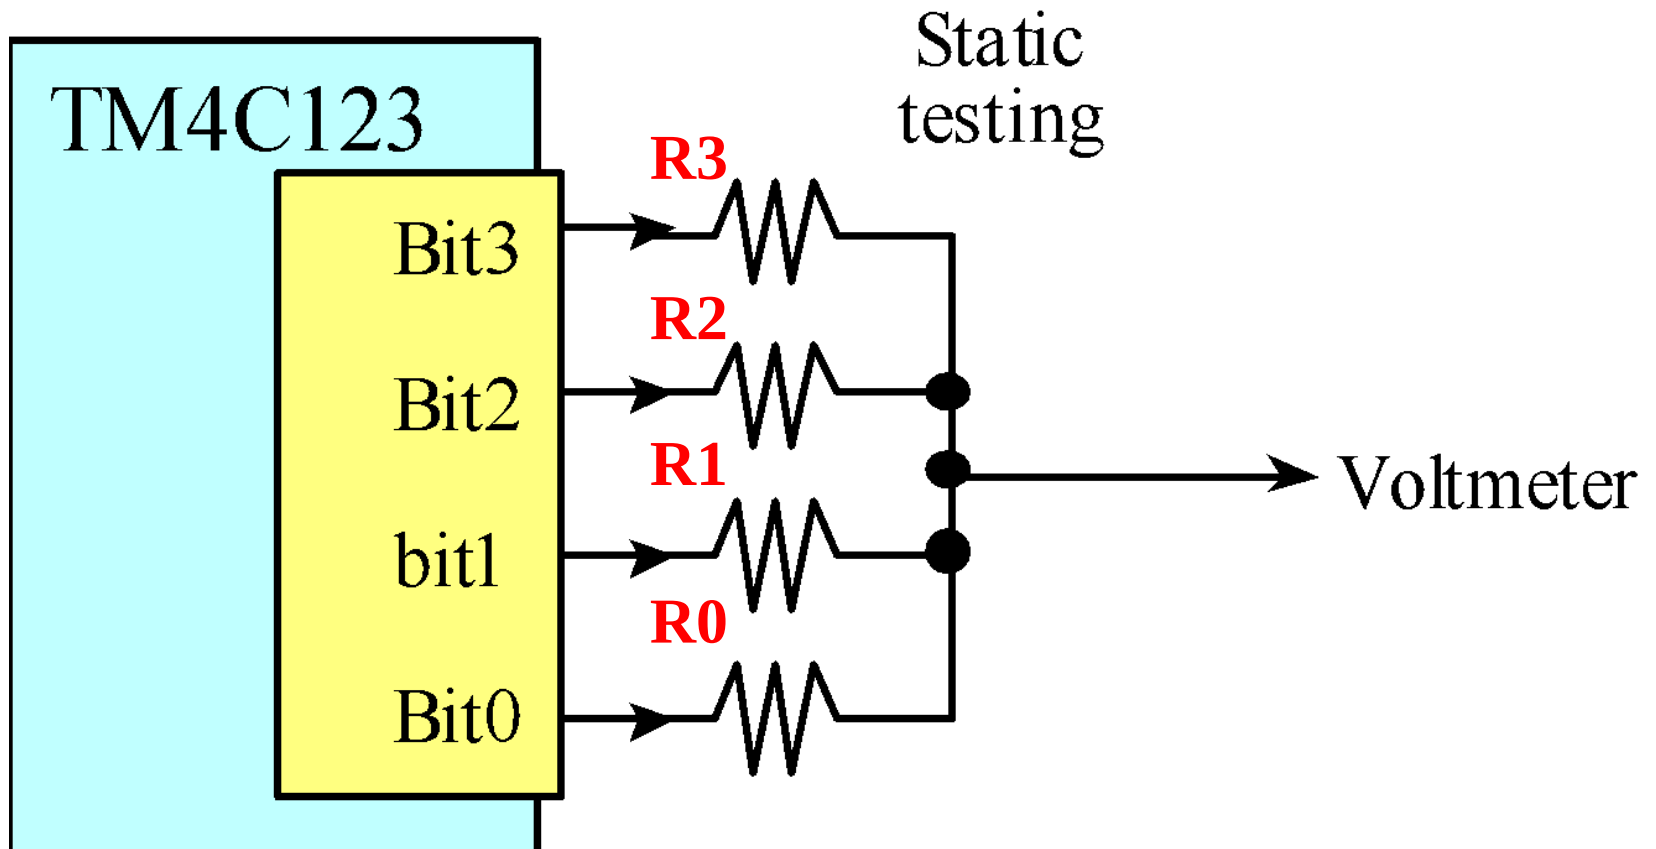 Static
testing
TM4C123
R3
Bit3
R2
Bit2
R1
Voltmeter
bit1
R0
Bit0